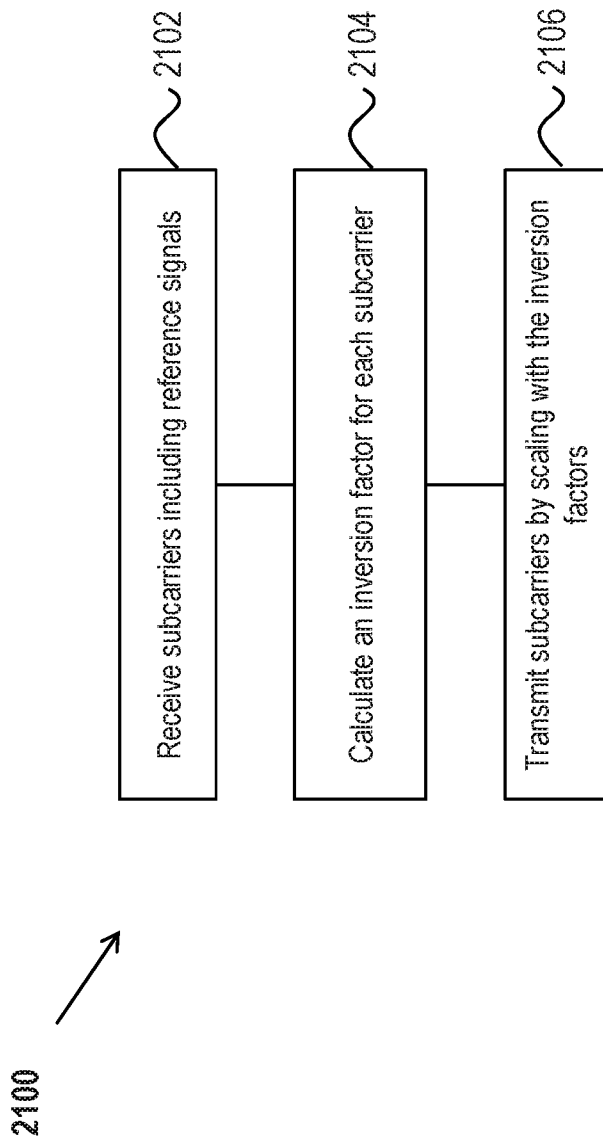 2100
Receive subcarriers including reference signals
2102
Calculate an inversion factor for each subcarrier
2104
Transmit subcarriers by scaling with the inversion
factors
2106